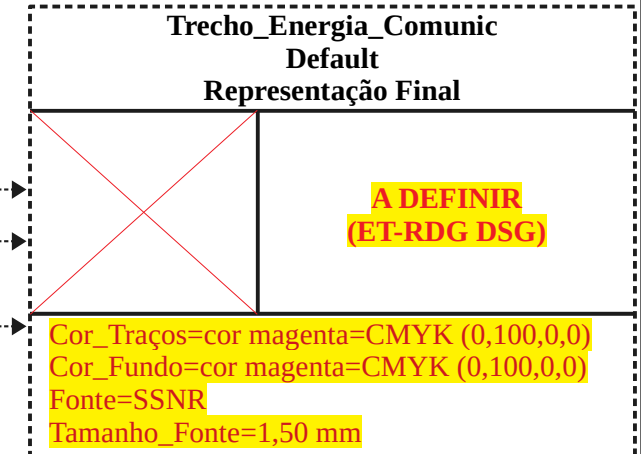 Trecho_Energia_Comunic
Default
Representação Final
A DEFINIR
(ET-RDG DSG)
Cor_Traços=cor magenta=CMYK (0,100,0,0)
Cor_Fundo=cor magenta=CMYK (0,100,0,0)
Fonte=SSNR
Tamanho_Fonte=1,50 mm